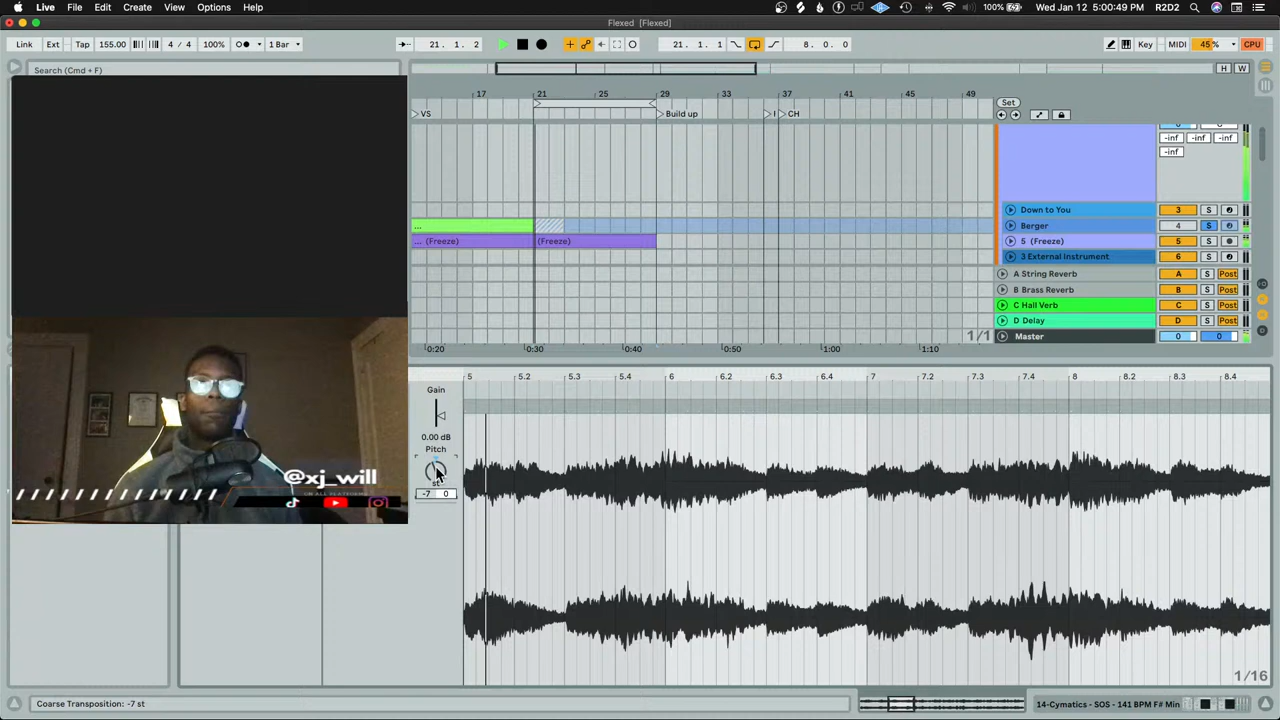 Live File Edit Create View Options Help
100% Wed Jan 12 5:00:49 PM R2D2
Flexed [Flexed]
Link Ext Tap 155.00 4 / 4 100% 1 Bar
21. 1. 2
21. 1. 1 8. 0. 0
Key MIDI 45% CPU
Search (Cmd + F)
H W
17 21 25 29 33 37 41 45 49
Set
VS Build up CH
-inf -inf -inf
-inf
Down to You 3 S
... Berger 4 S
... (Freeze) (Freeze) 5 (Freeze) 5 S
3 External Instrument 6 S
A String Reverb A S Post
B Brass Reverb B S Post
C Hall Verb C S Post
D Delay D S Post
1/1 Master 0 0
0:20 0:30 0:40 0:50 1:00 1:10
Gain
5 5.2 5.3 5.4 6 6.2 6.3 6.4 7 7.2 7.3 7.4 8 8.2 8.3 8.4
0.00 dB
Pitch
st
-7 0
@xj_will
ON ALL PLATFORMS
1/16
Coarse Transposition: -7 st
14-Cymatics - SOS - 141 BPM F# Min